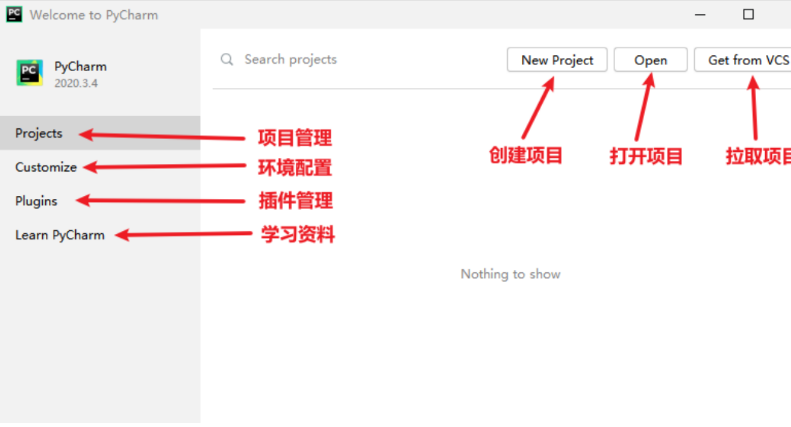 Welcome to PyCharm
PyCharm
2020.3.4
Search projects
New Project
Open
Get from VCS
Projects
项目管理
创建项目
打开项目
拉取项目
Customize
环境配置
Plugins
插件管理
Learn PyCharm
学习资料
Nothing to show